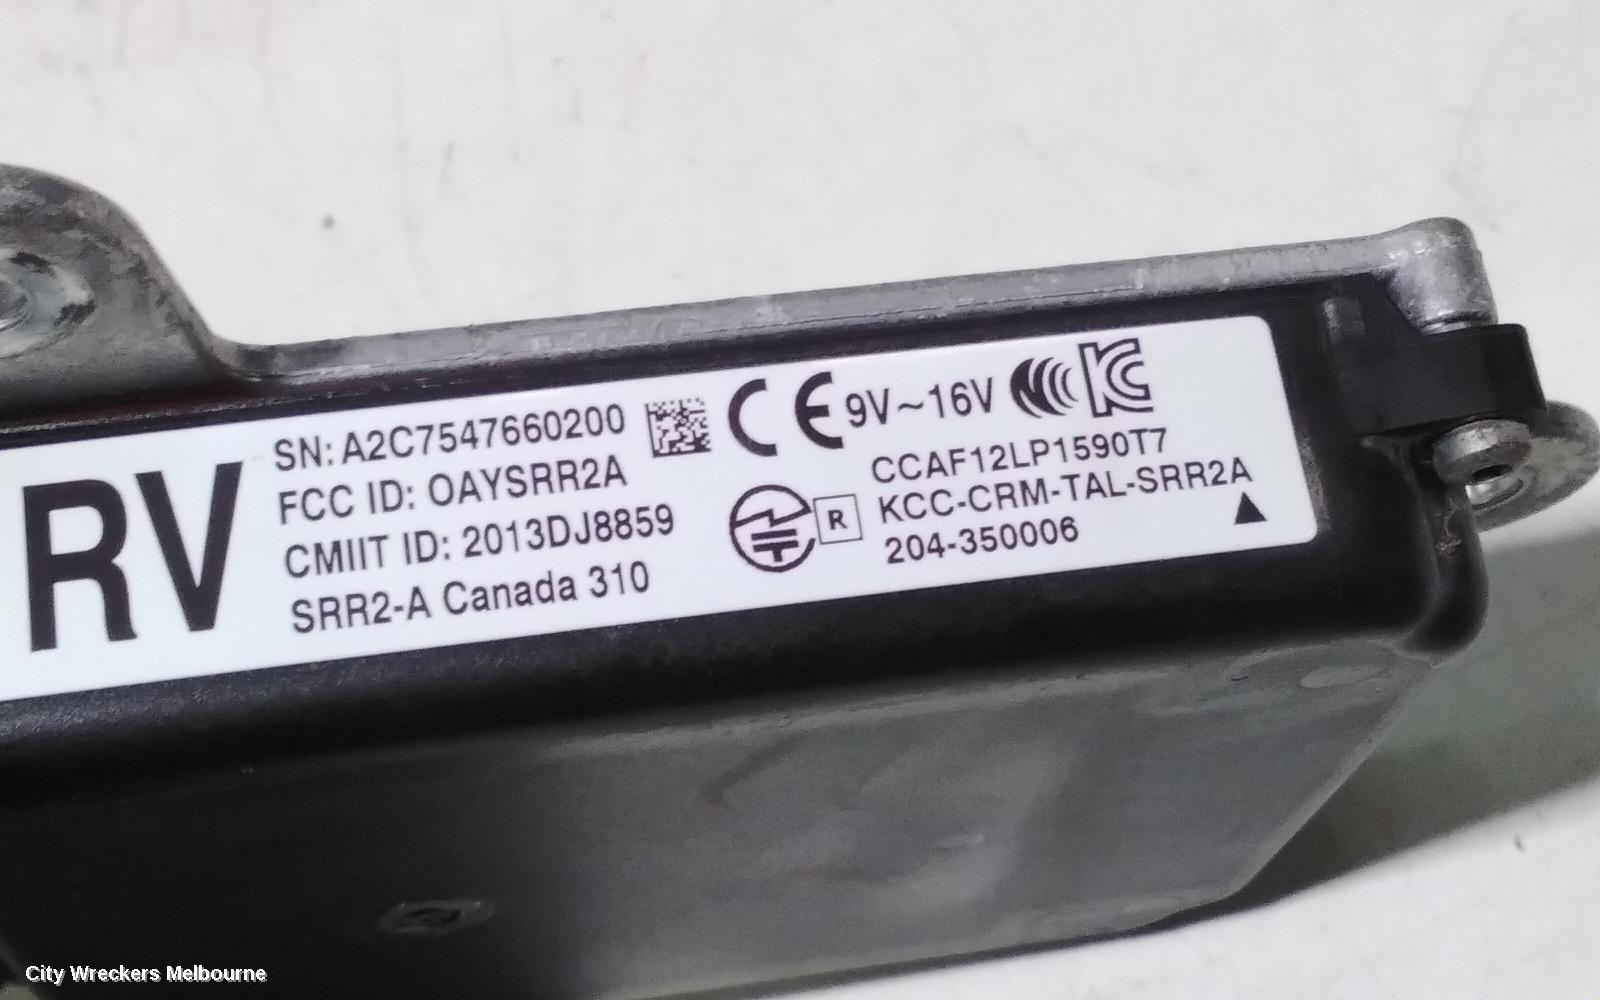 RV
SN: A2C7547660200
FCC ID: OAYSRR2A
CMIIT ID: 2013DJ8859
SRR2-A Canada 310
CE 9V~16V
CCAF12LP1590T7
R KCC-CRM-TAL-SRR2A
204-350006
City Wreckers Melbourne